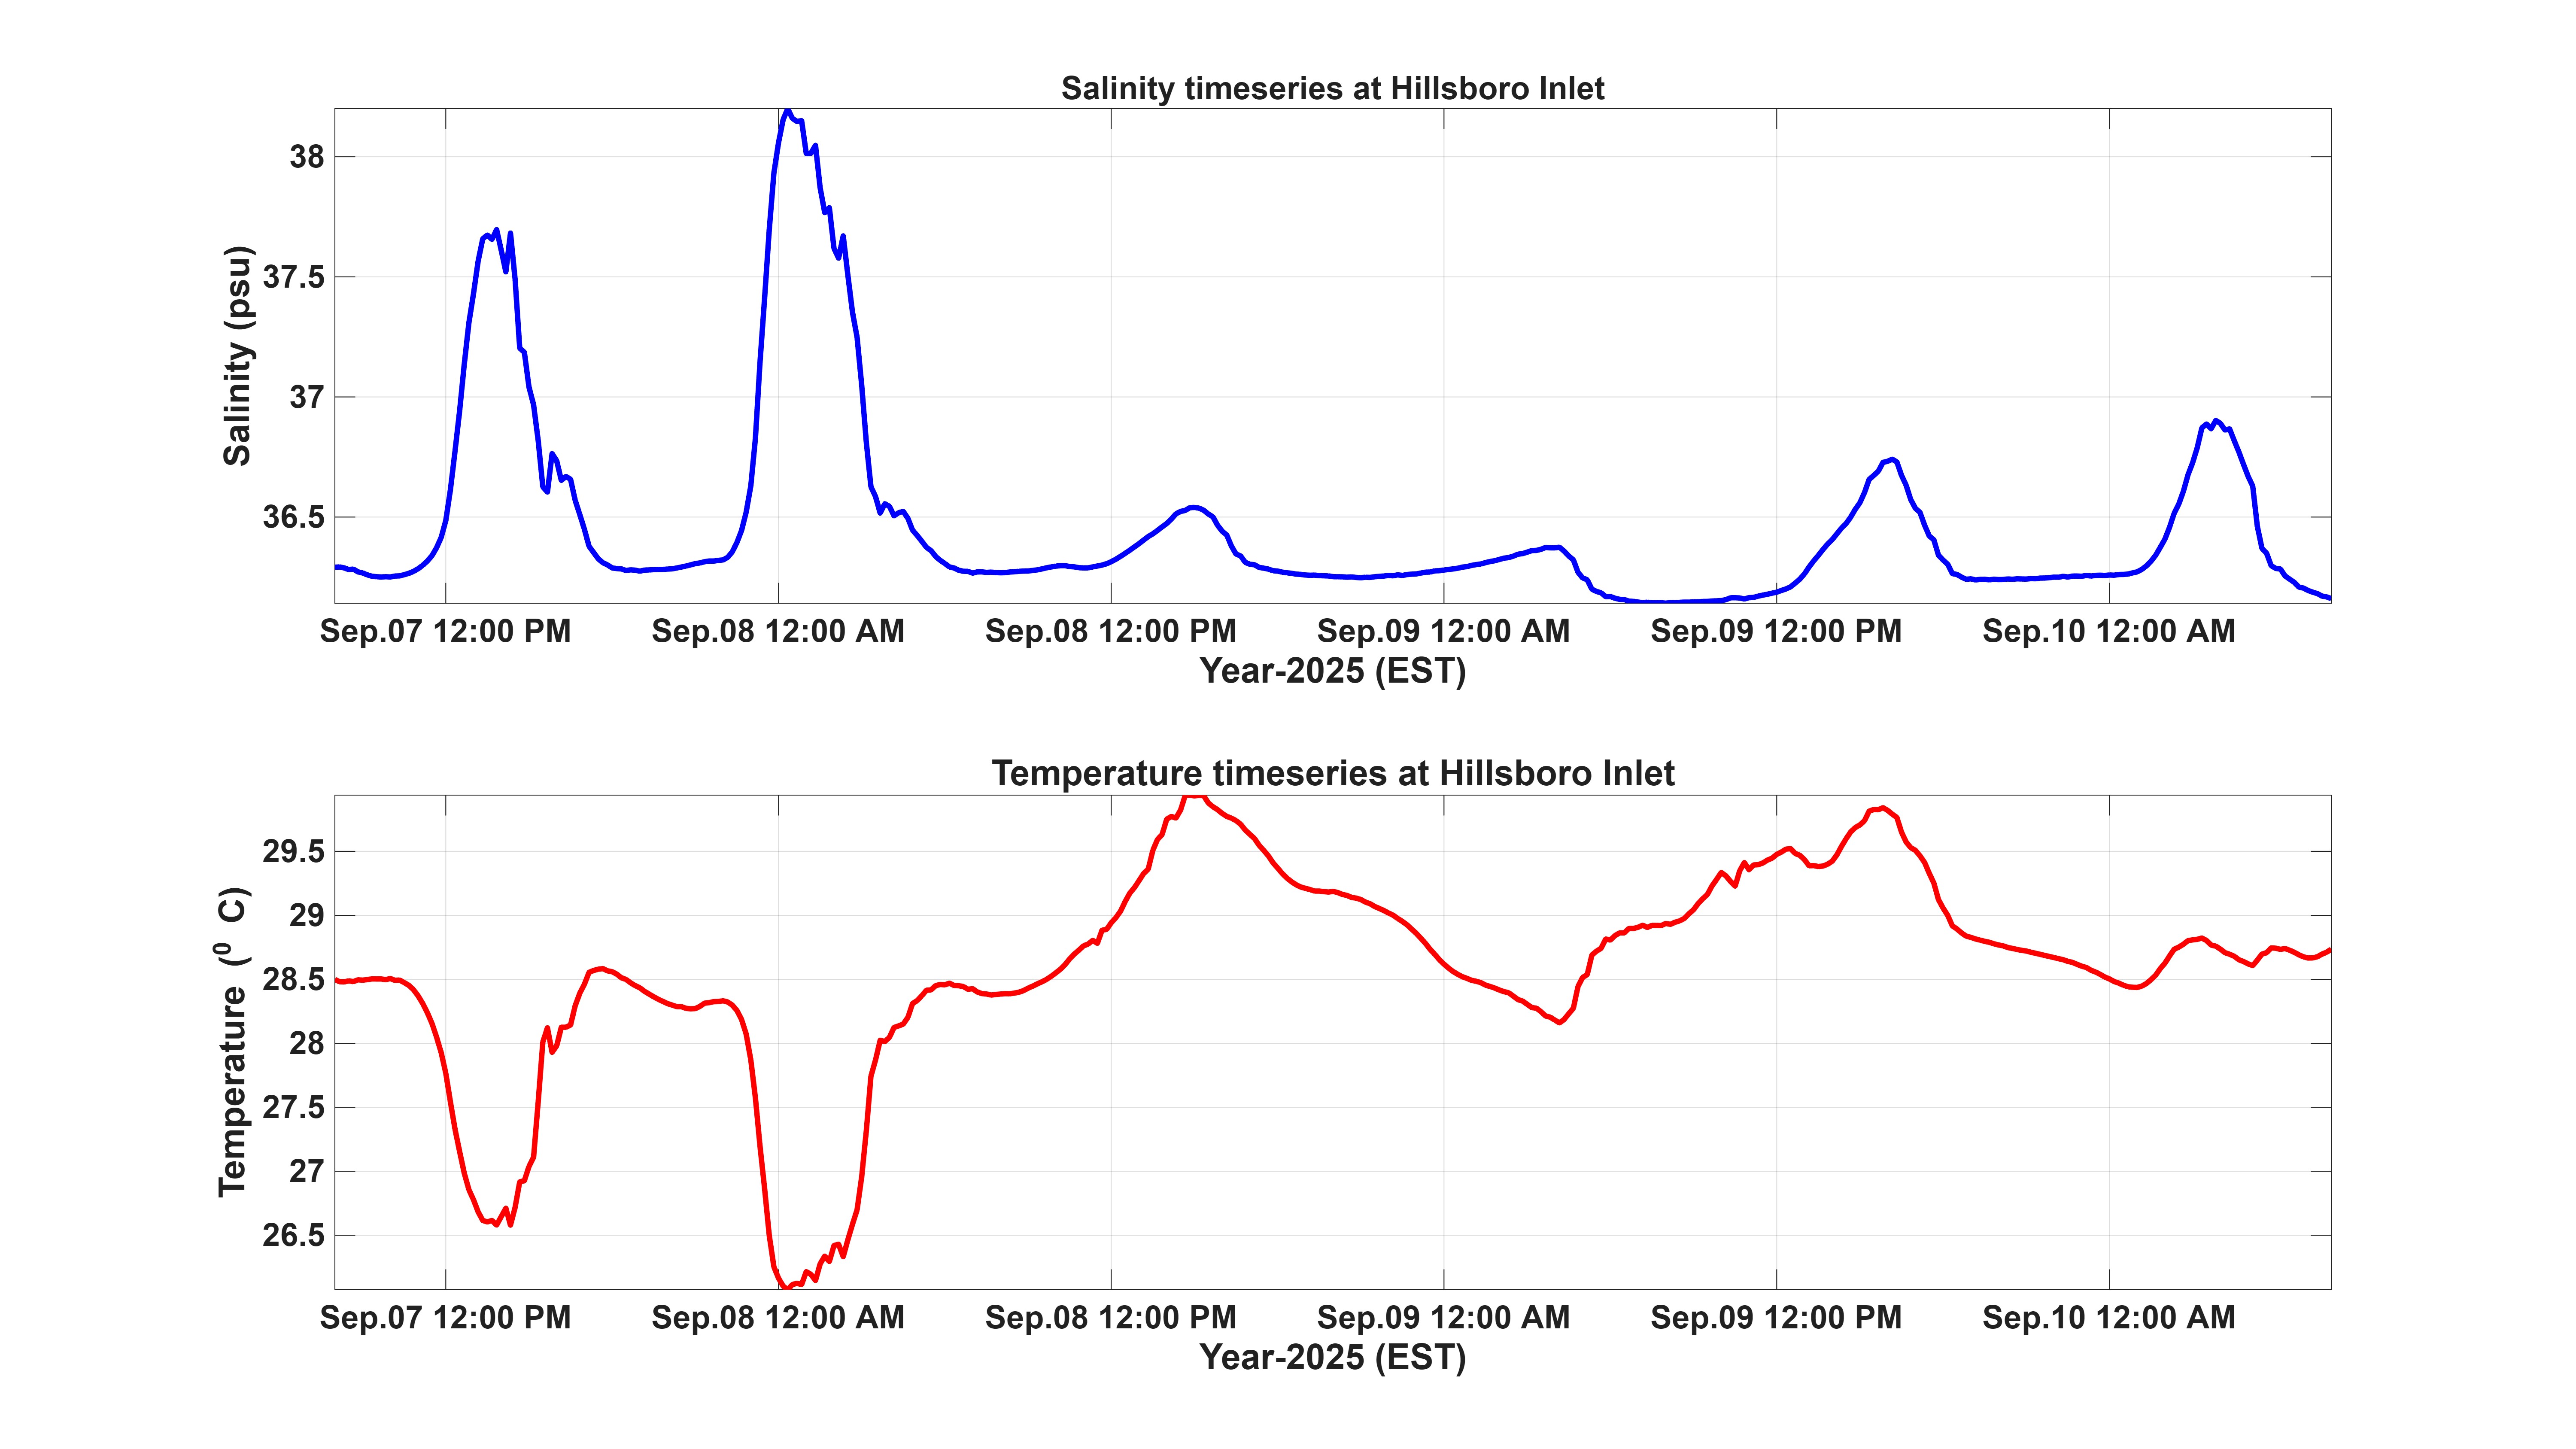 Salinity timeseries at Hillsboro Inlet
Salinity (psu)
38
37.5
37
36.5
Sep.07 12:00 PM Sep.08 12:00 AM Sep.08 12:00 PM Sep.09 12:00 AM Sep.09 12:00 PM Sep.10 12:00 AM
Year-2025 (EST)
Temperature timeseries at Hillsboro Inlet
Temperature (⁰ C)
29.5
29
28.5
28
27.5
27
26.5
Sep.07 12:00 PM Sep.08 12:00 AM Sep.08 12:00 PM Sep.09 12:00 AM Sep.09 12:00 PM Sep.10 12:00 AM
Year-2025 (EST)